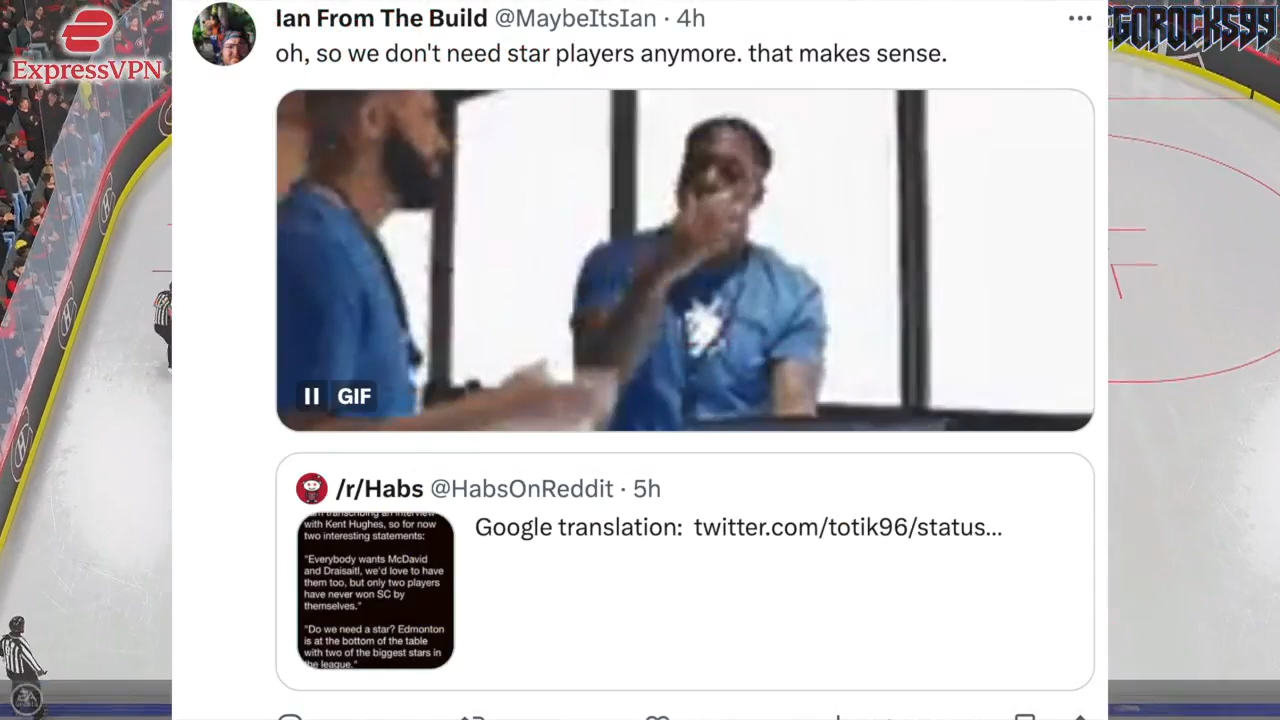 ExpressVPN
Ian From The Build @MaybeItsIan · 4h
oh, so we don't need star players anymore. that makes sense.
GIF
/r/Habs @HabsOnReddit · 5h
Google translation: twitter.com/totik96/status...
transcribing an interview
with Kent Hughes, so for now
two interesting statements:
"Everybody wants McDavid
and Draisaitl, we'd love to have
them too, but only two players
have never won SC by
themselves."
"Do we need a star? Edmonton
is at the bottom of the table
with two of the biggest stars in
the league."